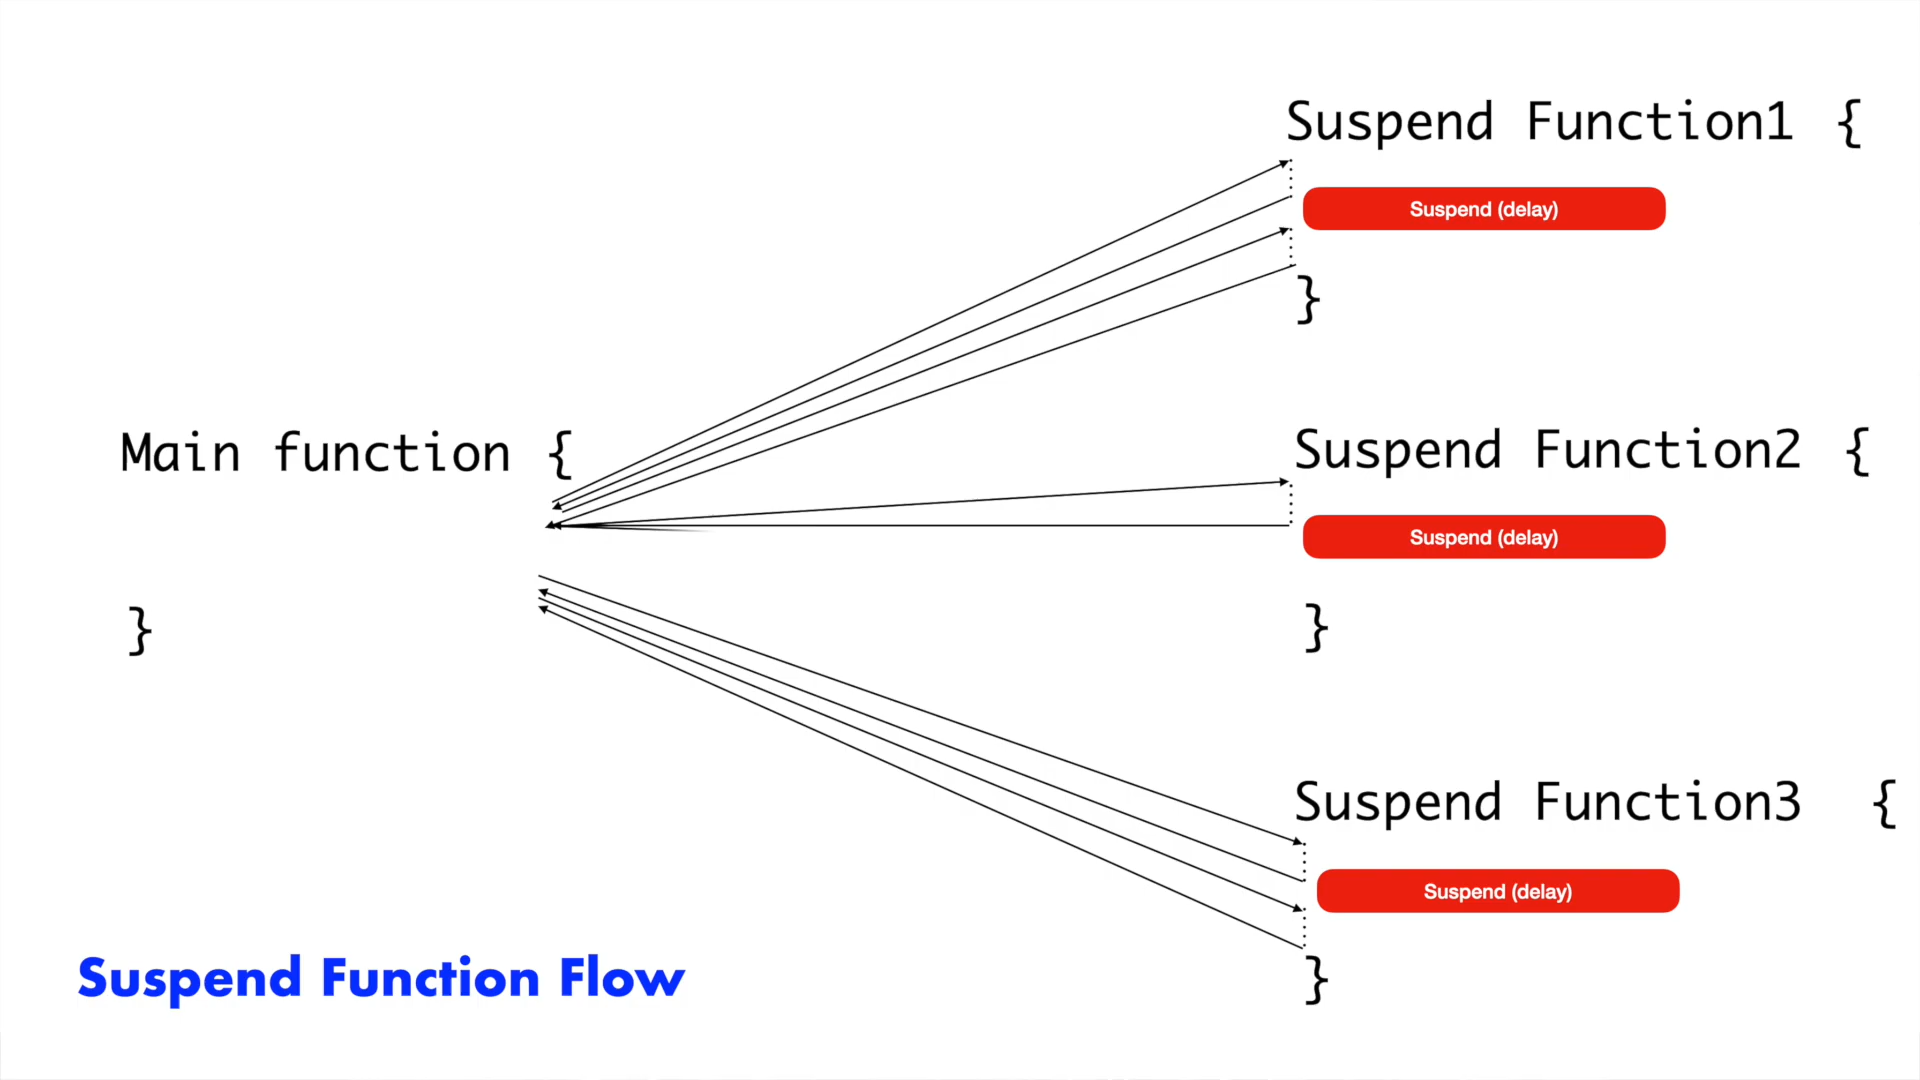 Main function {
}
Suspend Function1 {
Suspend (delay)
}
Suspend Function2 {
Suspend (delay)
}
Suspend Function3 {
Suspend (delay)
}
Suspend Function Flow